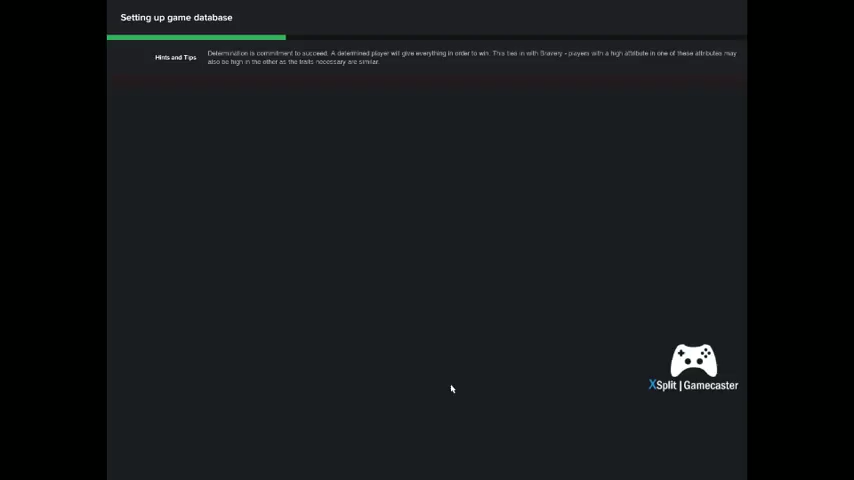 Setting up game database
Hints and Tips
Determination is commitment to succeed. A determined player will give everything in order to win. This ties in with Bravery - players with a high attribute in one of these attributes may
also be high in the other as the traits necessary are similar.
XSplit | Gamecaster